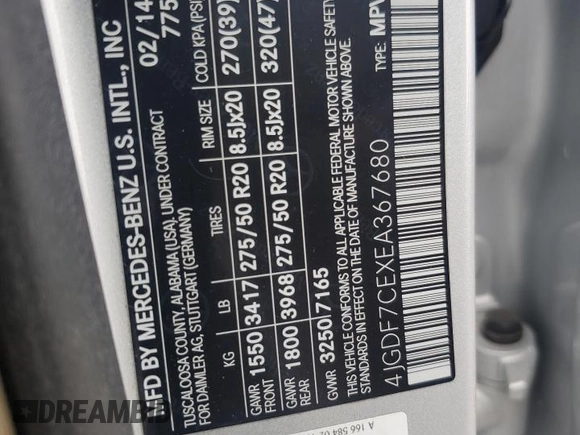 MFD BY MERCEDES-BENZ U.S. INTL., INC
TUSCALOOSA COUNTY, ALABAMA (USA), UNDER CONTRACT
FOR DAIMLER AG, STUTTGART (GERMANY)
02/14
775
KG LB TIRES RIM SIZE COLD KPA (PSI
GAWR 1550 3417 275/50 R20 8.5Jx20 270(39)
FRONT
GAWR 1800 3968 275/50 R20 8.5Jx20 320(47)
REAR
GVWR 3250 7165
THIS VEHICLE CONFORMS TO ALL APPLICABLE FEDERAL MOTOR VEHICLE SAFETY
STANDARDS IN EFFECT ON THE DATE OF MANUFACTURE SHOWN ABOVE.
4JGDF7CEXEA367680
TYPE: MPV
A 166 584 02
DREAMBID